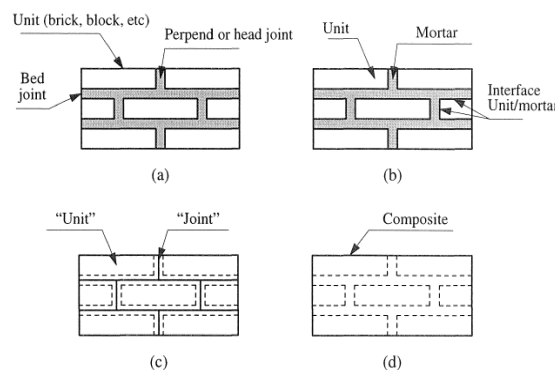 Unit (brick, block, etc)
Perpend or head joint
Bed
joint
(a)
Unit
Mortar
Interface
Unit/mortar
(b)
“Unit”
“Joint”
(c)
Composite
(d)